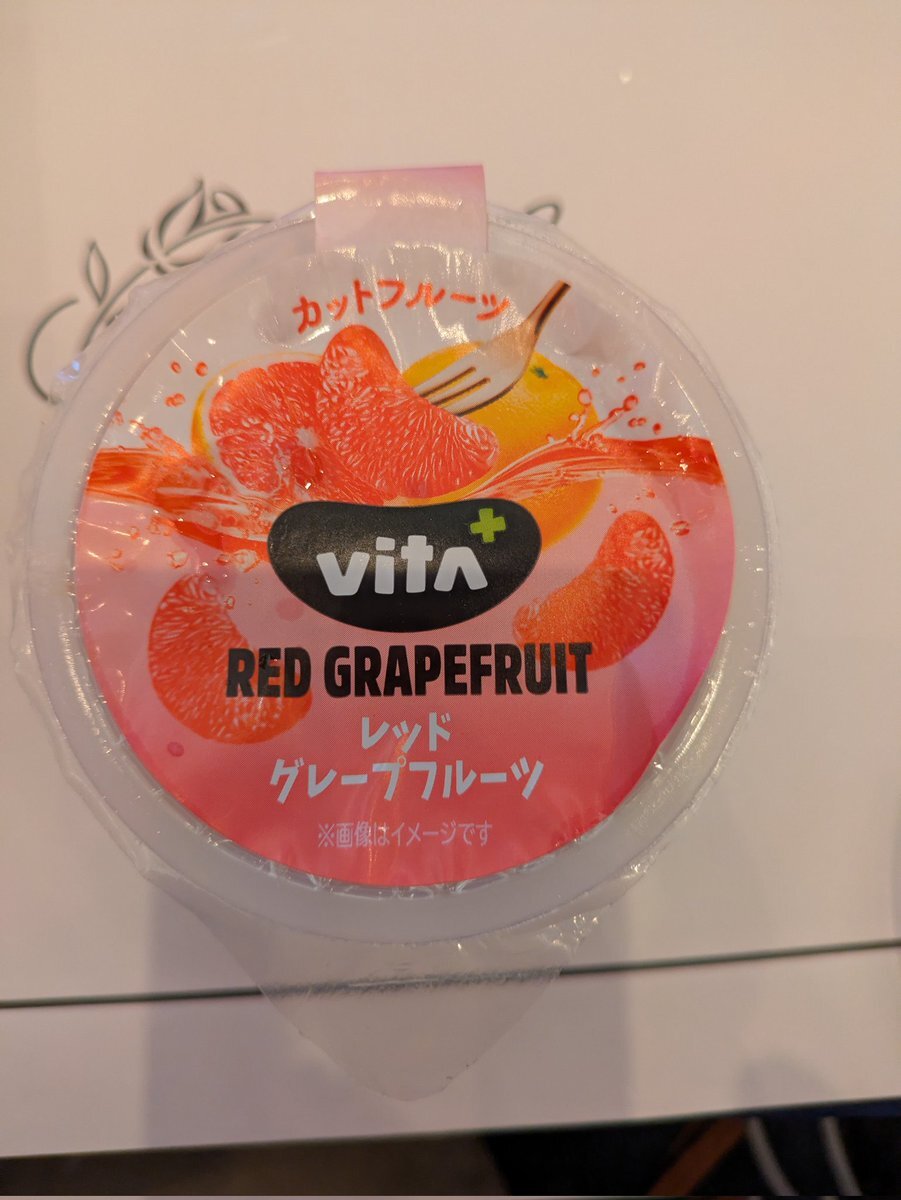 カットフルーツ
vita
RED GRAPEFRUIT
レッド
グレープフルーツ
※画像はイメージです